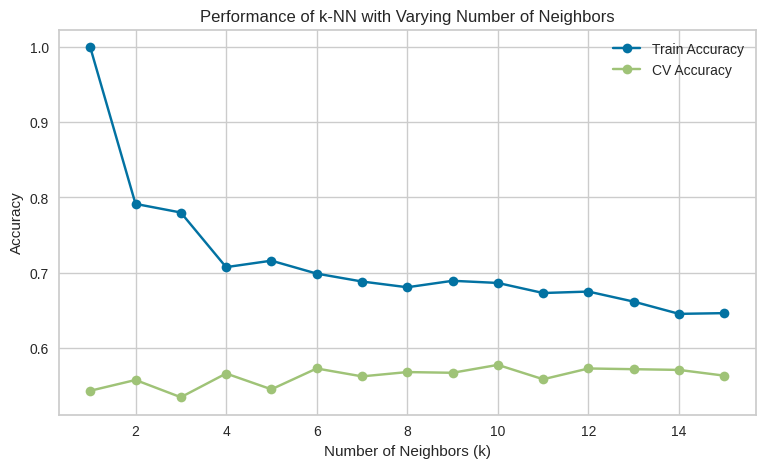 Performance of k-NN with Varying Number of Neighbors
Train Accuracy
CV Accuracy
Accuracy
1.0
0.9
0.8
0.7
0.6
2 4 6 8 10 12 14
Number of Neighbors (k)